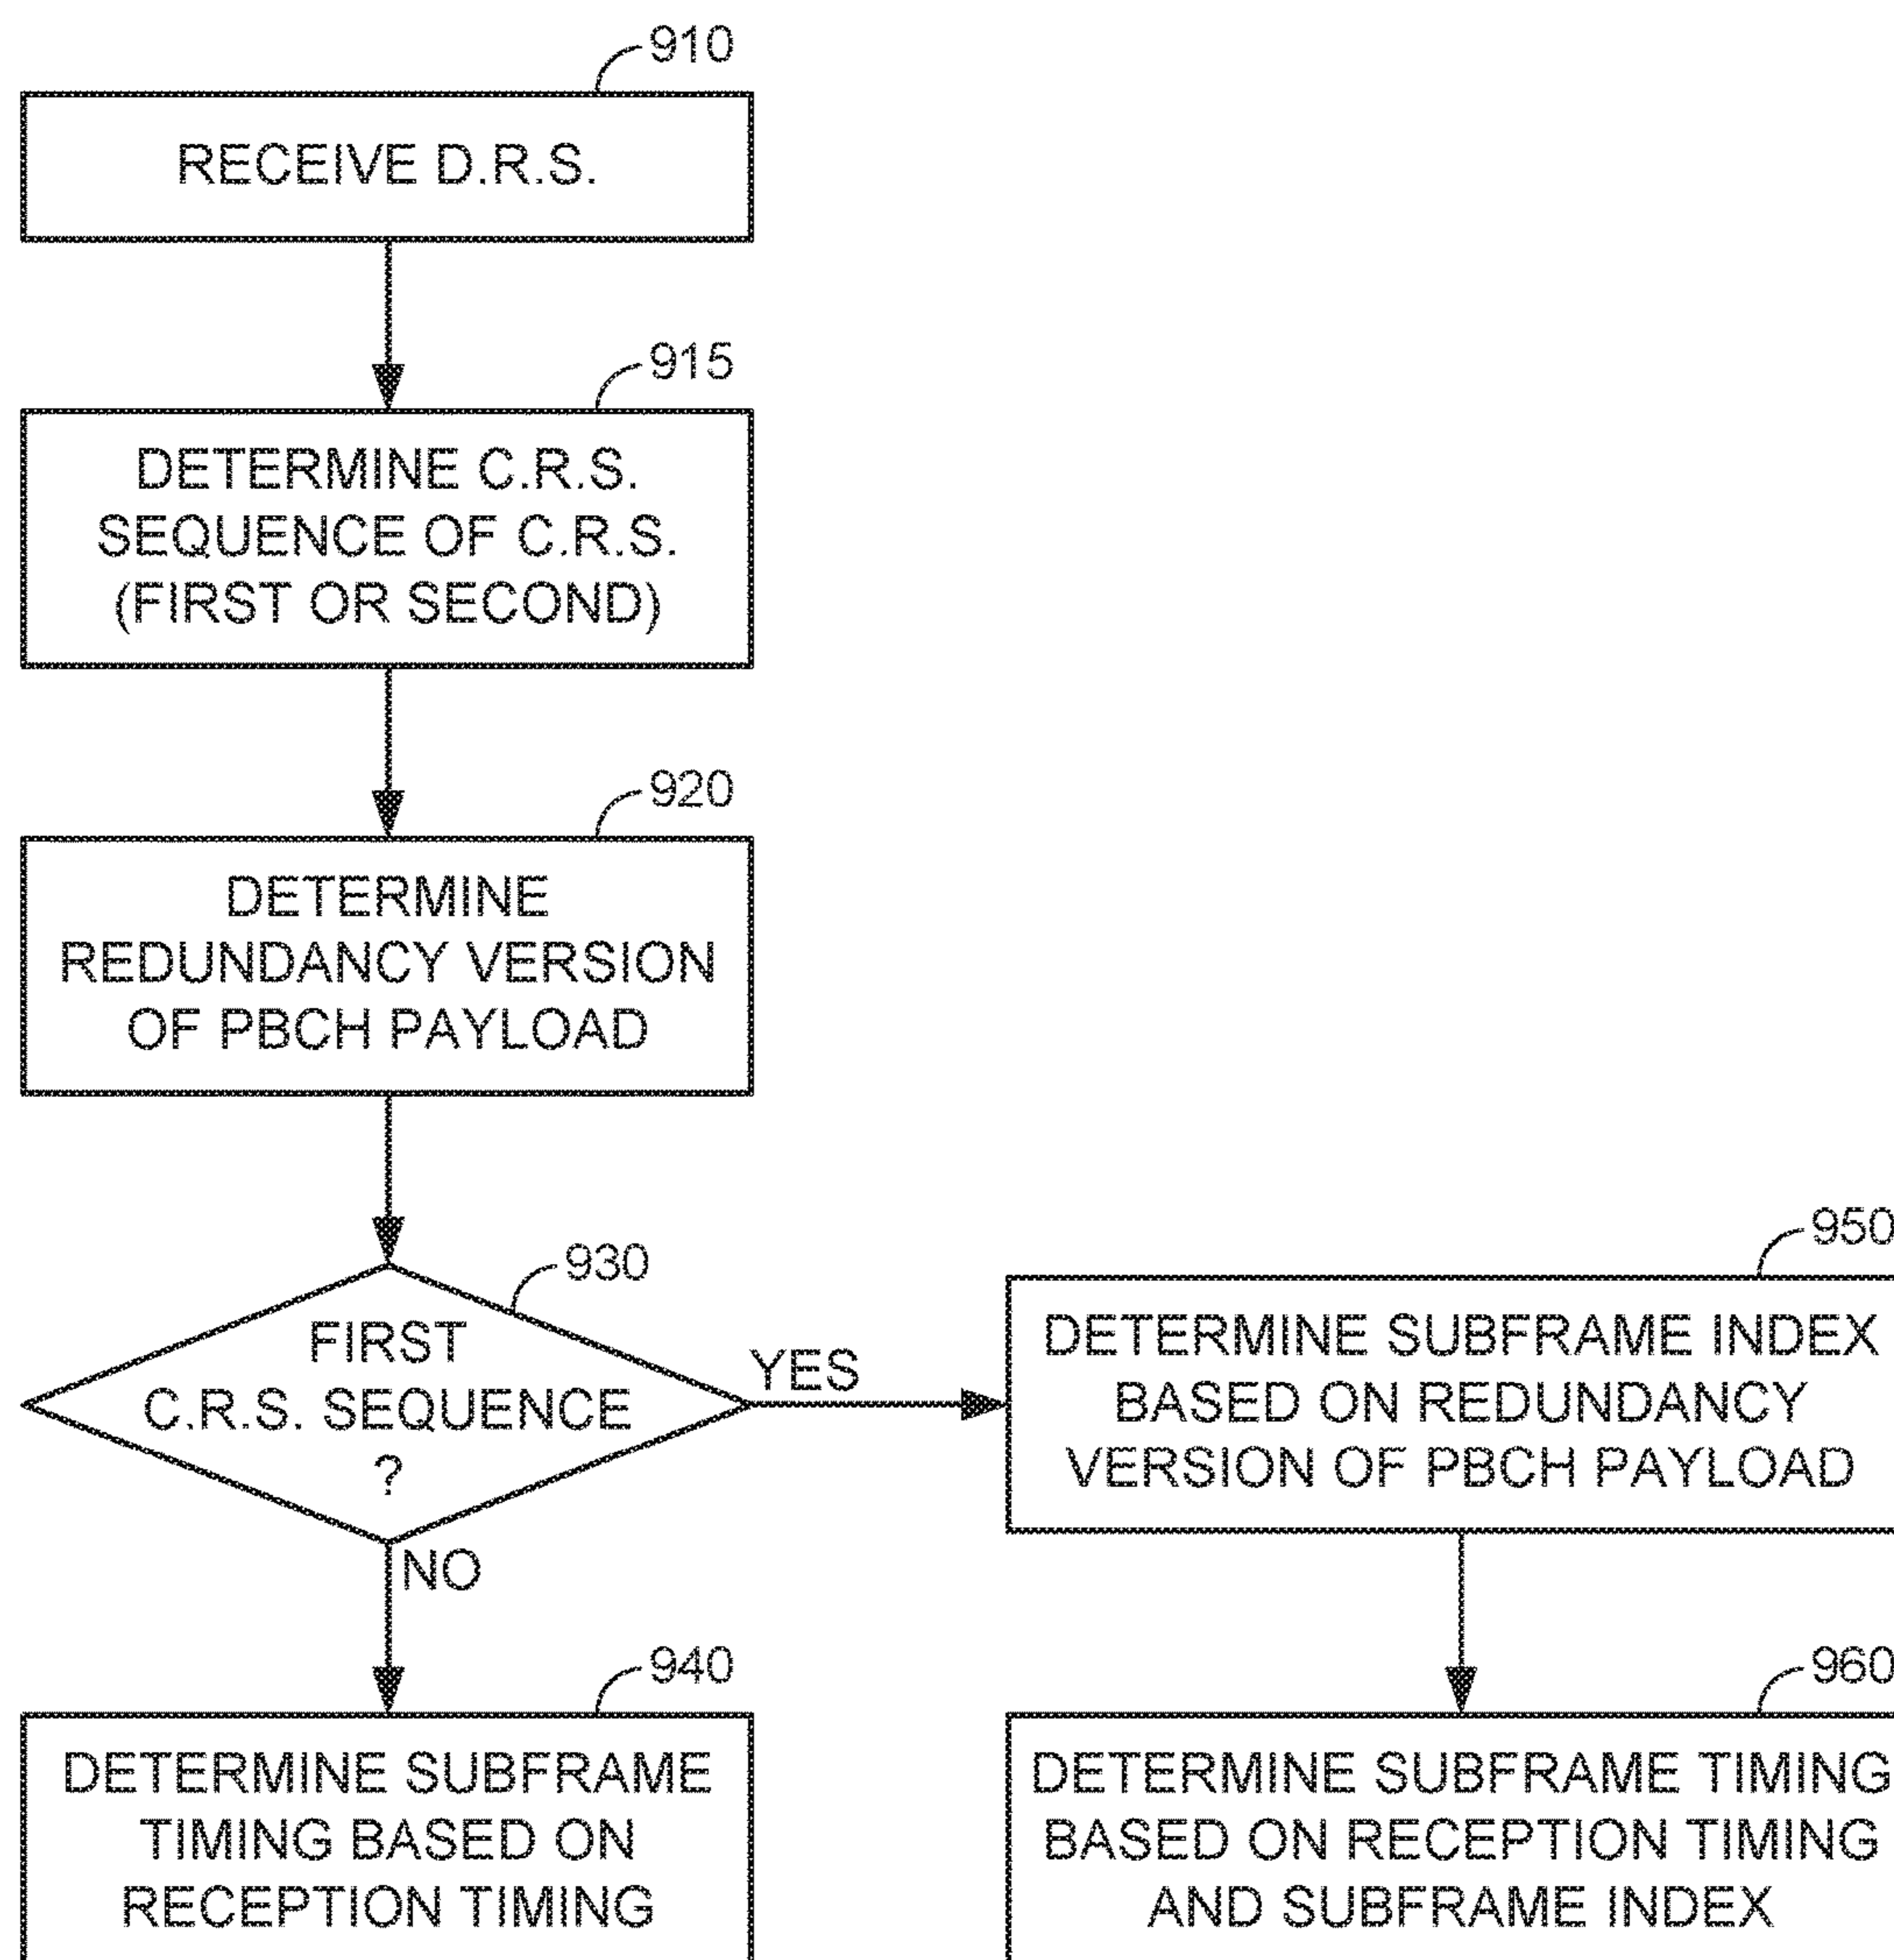 910
RECEIVE D.R.S.
915
DETERMINE C.R.S.
SEQUENCE OF C.R.S.
(FIRST OR SECOND)
920
DETERMINE
REDUNDANCY VERSION
OF PBCH PAYLOAD
930
FIRST
C.R.S. SEQUENCE
?
YES
NO
940
DETERMINE SUBFRAME
TIMING BASED ON
RECEPTION TIMING
950
DETERMINE SUBFRAME INDEX
BASED ON REDUNDANCY
VERSION OF PBCH PAYLOAD
960
DETERMINE SUBFRAME TIMING
BASED ON RECEPTION TIMING
AND SUBFRAME INDEX